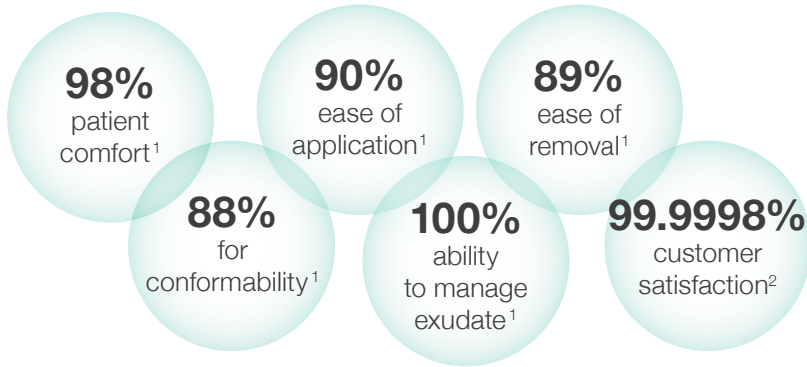 98%
patient
comfort¹
90%
ease of
application¹
89%
ease of
removal¹
88%
for
conformability¹
100%
ability
to manage
exudate¹
99.9998%
customer
satisfaction²